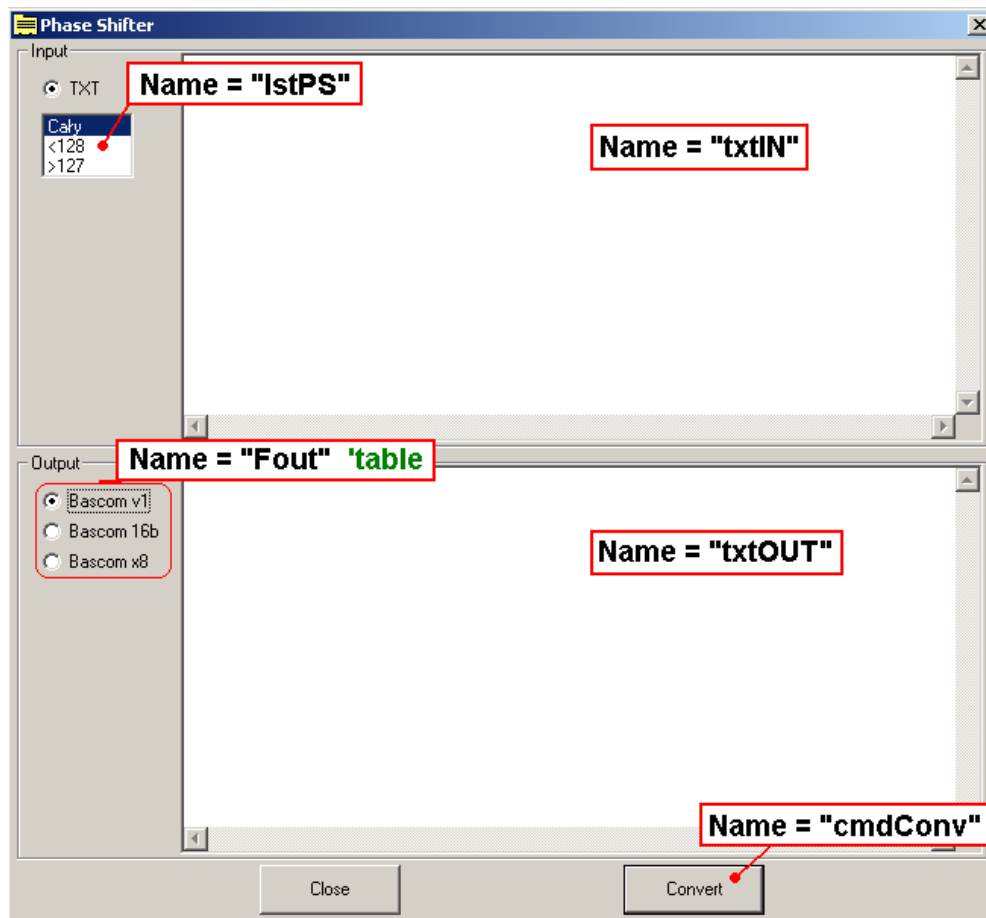 Phase Shifter
Input
TXT
Name = "lstPS"
Cały
<128
>127
Name = "txtIN"
Output
Name = "Fout" 'table
Bascom v1
Bascom 16b
Bascom x8
Name = "txtOUT"
Name = "cmdConv"
Close
Convert